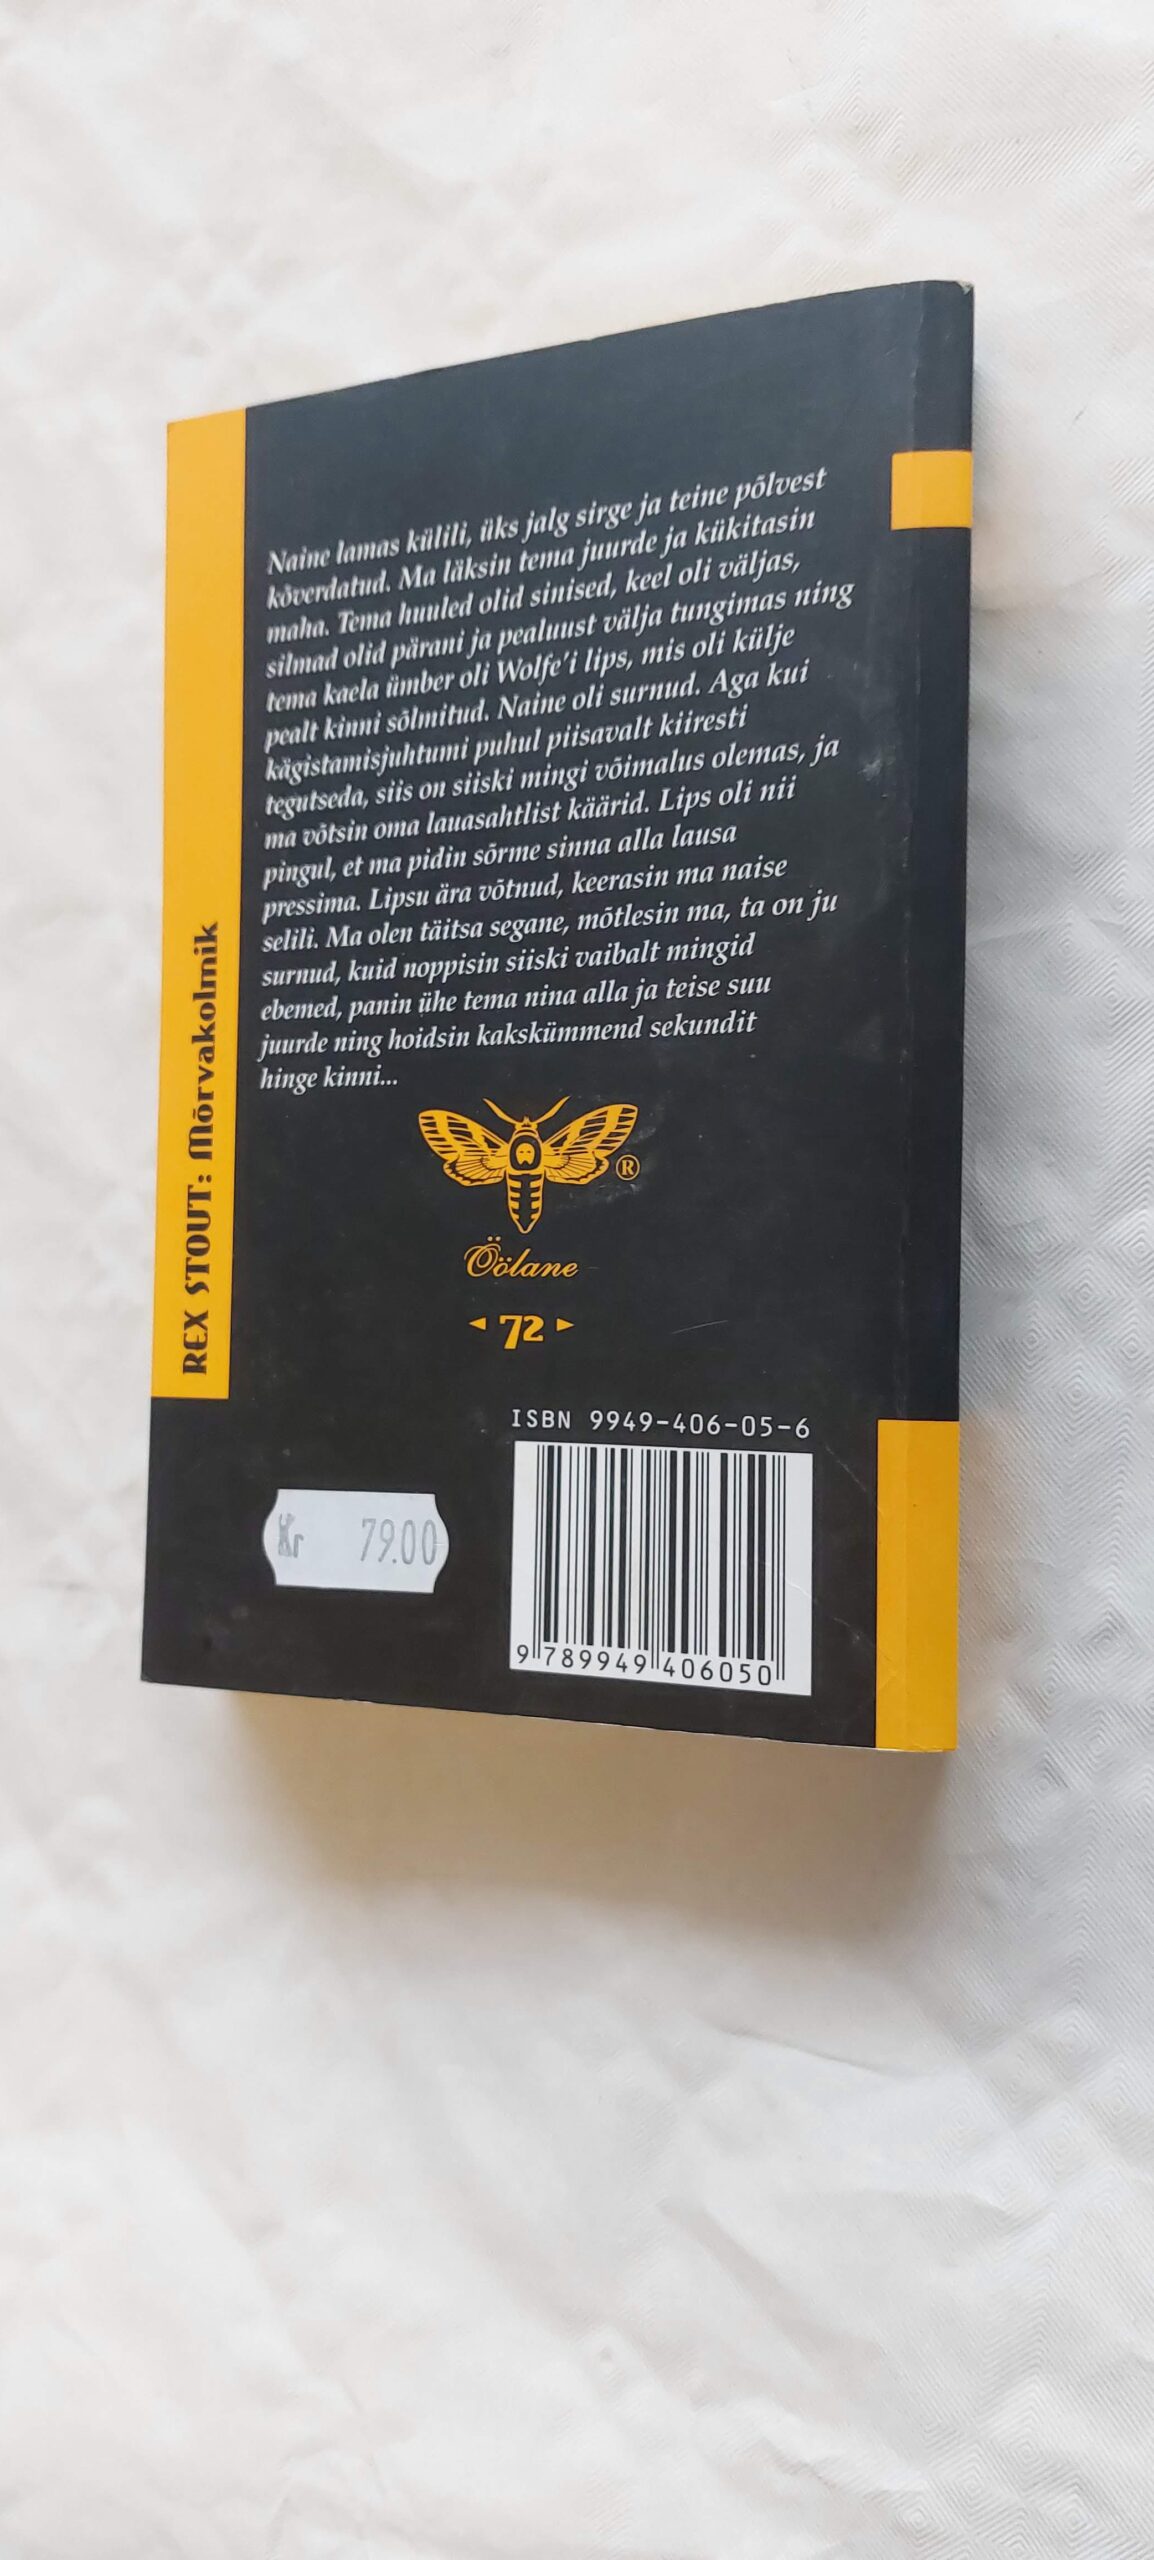 REX STOUT: Mõrvakolmik
Naine lamas külili, üks jalg sirge ja teine põlvest
kõverdatud. Ma läksin tema juurde ja kükitasin
maha. Tema huuled olid sinised, keel oli väljas,
silmad olid pärani ja pealuust välja tungimas ning
tema kaela ümber oli Wolfe'i lips, mis oli külje
pealt kinni sõlmitud. Naine oli surnud. Aga kui
kägistamisjuhtumi puhul piisavalt kiiresti
tegutseda, siis on siiski mingi võimalus olemas, ja
ma võtsin oma lauasahtlist käärid. Lips oli nii
pingul, et ma pidin sõrme sinna alla lausa
pressima. Lipsu ära võtnud, keerasin ma naise
selili. Ma olen täitsa segane, mõtlesin ma, ta on ju
surnud, kuid noppisin siiski vaibalt mingid
ebemed, panin ühe tema nina alla ja teise suu
juurde ning hoidsin kakskümmend sekundit
hinge kinni...
®
Öölane
72
ISBN 9949-406-05-6
Kr 79.00
9 789949 406050